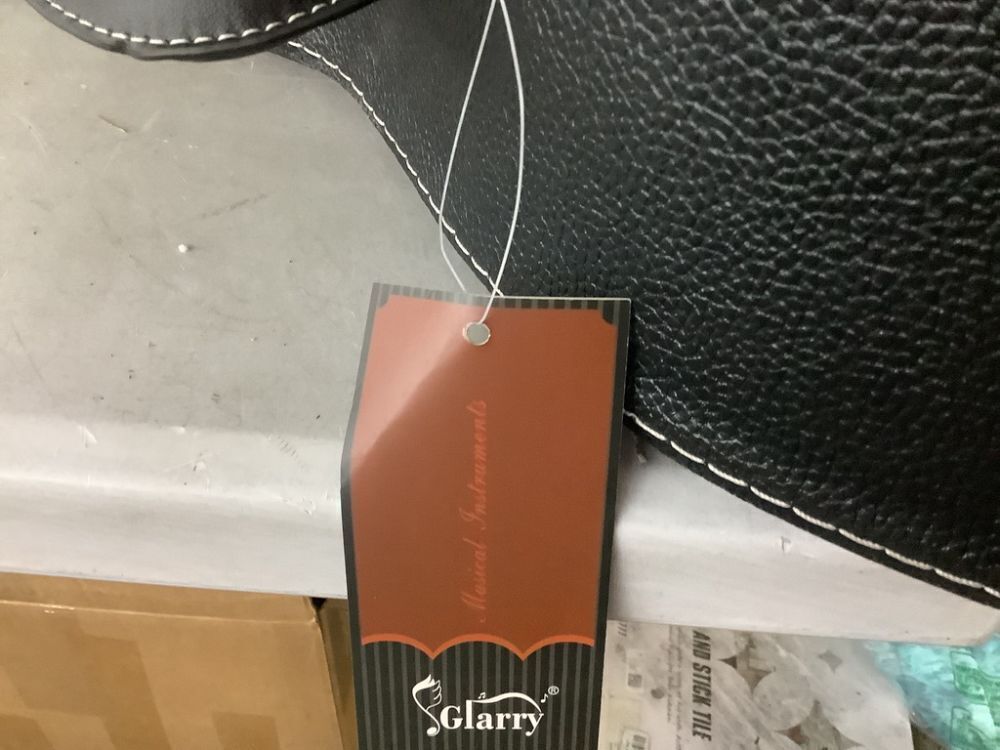 Musical Instruments
Glarry®
AND STICK TILE